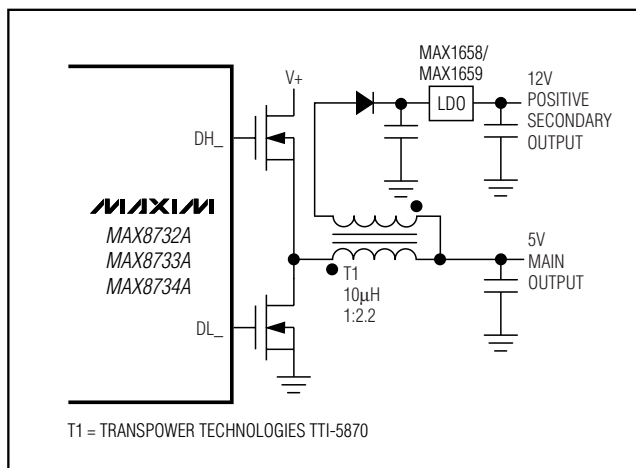 MAX1658/
MAX1659
V+
LDO
12V
POSITIVE
SECONDARY
OUTPUT
DH_
MAXIM
MAX8732A
MAX8733A
MAX8734A
T1
10μH
1:2.2
5V
MAIN
OUTPUT
DL_
T1 = TRANSPOWER TECHNOLOGIES TTI-5870